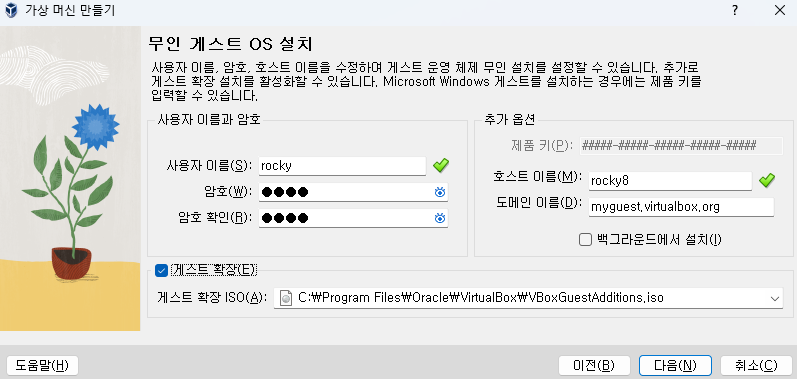 가상 머신 만들기
무인 게스트 OS 설치
사용자 이름, 암호, 호스트 이름을 수정하여 게스트 운영 체제 무인 설치를 설정할 수 있습니다. 추가로
게스트 확장 설치를 활성화할 수 있습니다. Microsoft Windows 게스트를 설치하는 경우에는 제품 키를
입력할 수 있습니다.
사용자 이름과 암호
사용자 이름(S): rocky
암호(W): ●●●●
암호 확인(R): ●●●●
추가 옵션
제품 키(P): #####-#####-#####-#####-#####
호스트 이름(M): rocky8
도메인 이름(D): myguest.virtualbox.org
백그라운드에서 설치(I)
게스트 확장(E)
게스트 확장 ISO(A): C:₩Program Files₩Oracle₩VirtualBox₩VBoxGuestAdditions.iso
도움말(H) 이전(B) 다음(N) 취소(C)